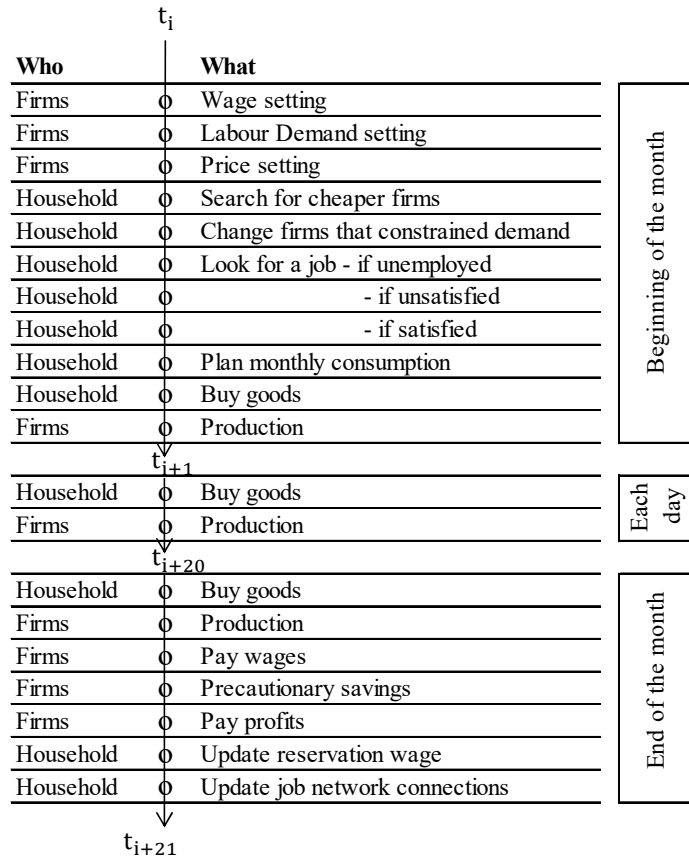 t_i
Who What
Firms o Wage setting
Firms o Labour Demand setting
Firms o Price setting
Household o Search for cheaper firms
Household o Change firms that constrained demand
Household o Look for a job - if unemployed
Household o - if unsatisfied
Household o - if satisfied
Household o Plan monthly consumption
Household o Buy goods
Firms o Production
Beginning of the month
t_{i+1}
Household o Buy goods
Firms o Production
Each
day
t_{i+20}
Household o Buy goods
Firms o Production
Firms o Pay wages
Firms o Precautionary savings
Firms o Pay profits
Household o Update reservation wage
Household o Update job network connections
End of the month
t_{i+21}